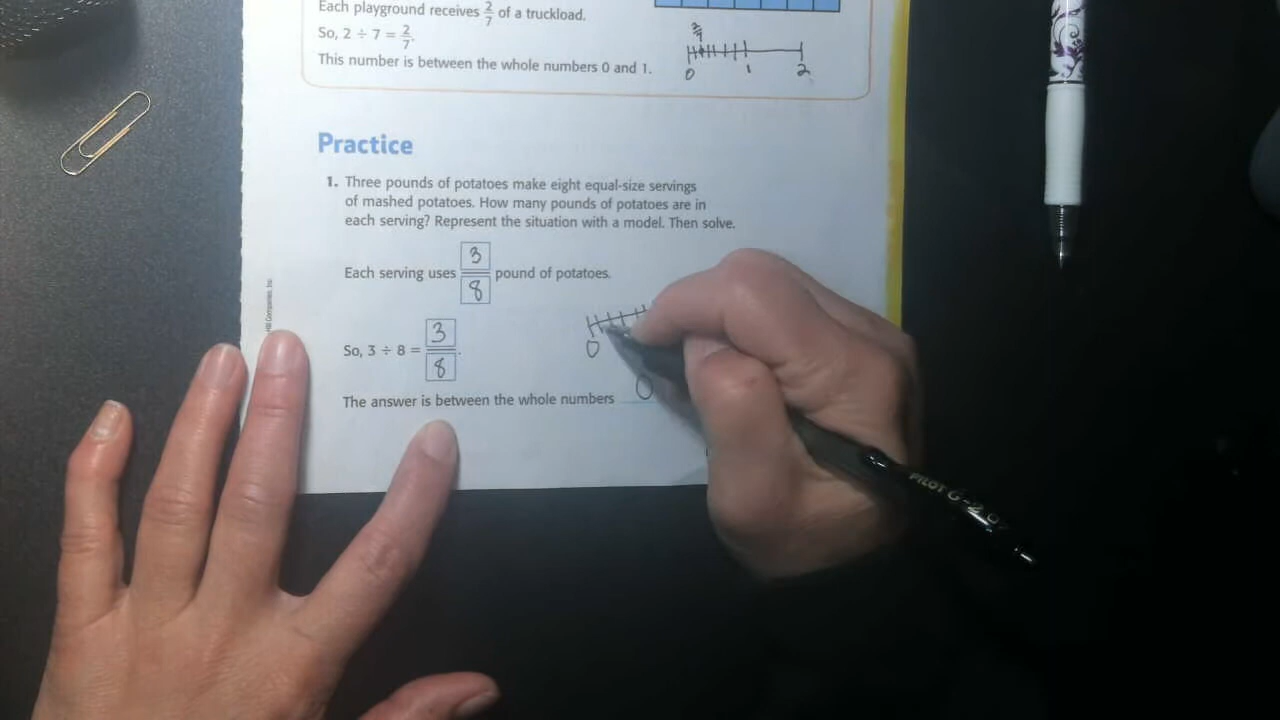 Each playground receives 2/7 of a truckload.
So, 2 ÷ 7 = 2/7.
This number is between the whole numbers 0 and 1.
2/7
0 1 2
Practice
1. Three pounds of potatoes make eight equal-size servings
of mashed potatoes. How many pounds of potatoes are in
each serving? Represent the situation with a model. Then solve.
Each serving uses 3/8 pound of potatoes.
So, 3 ÷ 8 = 3/8.
0
The answer is between the whole numbers 0
Companies, Inc.
PILOT G-2 07